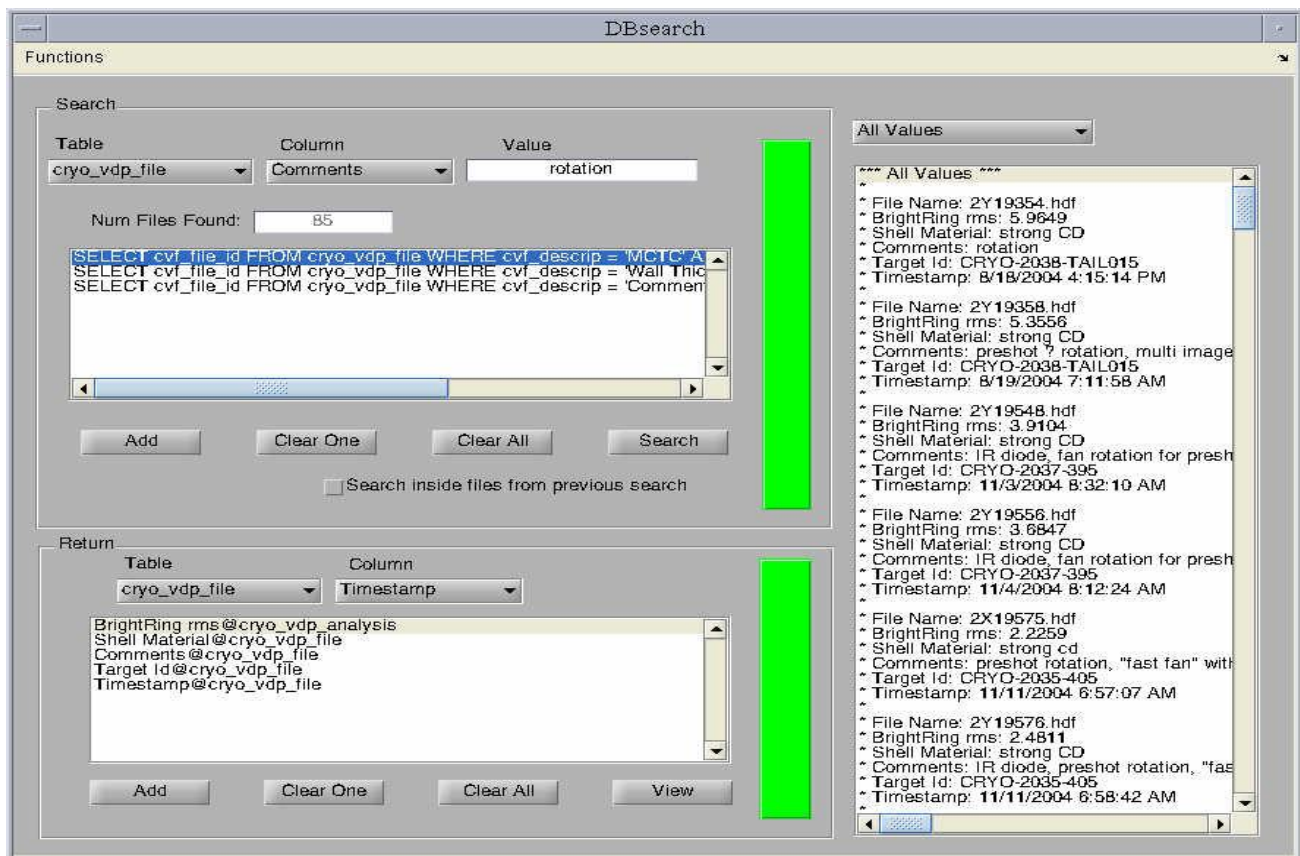 DBsearch
Functions
Search
Table Column Value
cryo_vdp_file Comments rotation
Num Files Found: 85
SELECT cvf_file_id FROM cryo_vdp_file WHERE cvf_descrip = 'MCTC' A
SELECT cvf_file_id FROM cryo_vdp_file WHERE cvf_descrip = 'Wall Thic
SELECT cvf_file_id FROM cryo_vdp_file WHERE cvf_descrip = 'Commen
Add Clear One Clear All Search
Search inside files from previous search
Return
Table Column
cryo_vdp_file Timestamp
BrightRing rms@cryo_vdp_analysis
Shell Material@cryo_vdp_file
Comments@cryo_vdp_file
Target Id@cryo_vdp_file
Timestamp@cryo_vdp_file
Add Clear One Clear All View
All Values
*** All Values ***
*
* File Name: 2Y19354.hdf
* BrightRing rms: 5.9649
* Shell Material: strong CD
* Comments: rotation
* Target Id: CRYO-2038-TAIL015
* Timestamp: 8/18/2004 4:15:14 PM
*
* File Name: 2Y19358.hdf
* BrightRing rms: 5.3556
* Shell Material: strong CD
* Comments: preshot ? rotation, multi image
* Target Id: CRYO-2038-TAIL015
* Timestamp: 8/19/2004 7:11:58 AM
*
* File Name: 2Y19548.hdf
* BrightRing rms: 3.9104
* Shell Material: strong CD
* Comments: IR diode, fan rotation for presh
* Target Id: CRYO-2037-395
* Timestamp: 11/3/2004 8:32:10 AM
*
* File Name: 2Y19556.hdf
* BrightRing rms: 3.6847
* Shell Material: strong CD
* Comments: IR diode, fan rotation for presh
* Target Id: CRYO-2037-395
* Timestamp: 11/4/2004 8:12:24 AM
*
* File Name: 2X19575.hdf
* BrightRing rms: 2.2259
* Shell Material: strong cd
* Comments: preshot rotation, "fast fan" with
* Target Id: CRYO-2035-405
* Timestamp: 11/11/2004 6:57:07 AM
*
* File Name: 2Y19576.hdf
* BrightRing rms: 2.4811
* Shell Material: strong CD
* Comments: IR diode, preshot rotation, "fas
* Target Id: CRYO-2035-405
* Timestamp: 11/11/2004 6:58:42 AM
*